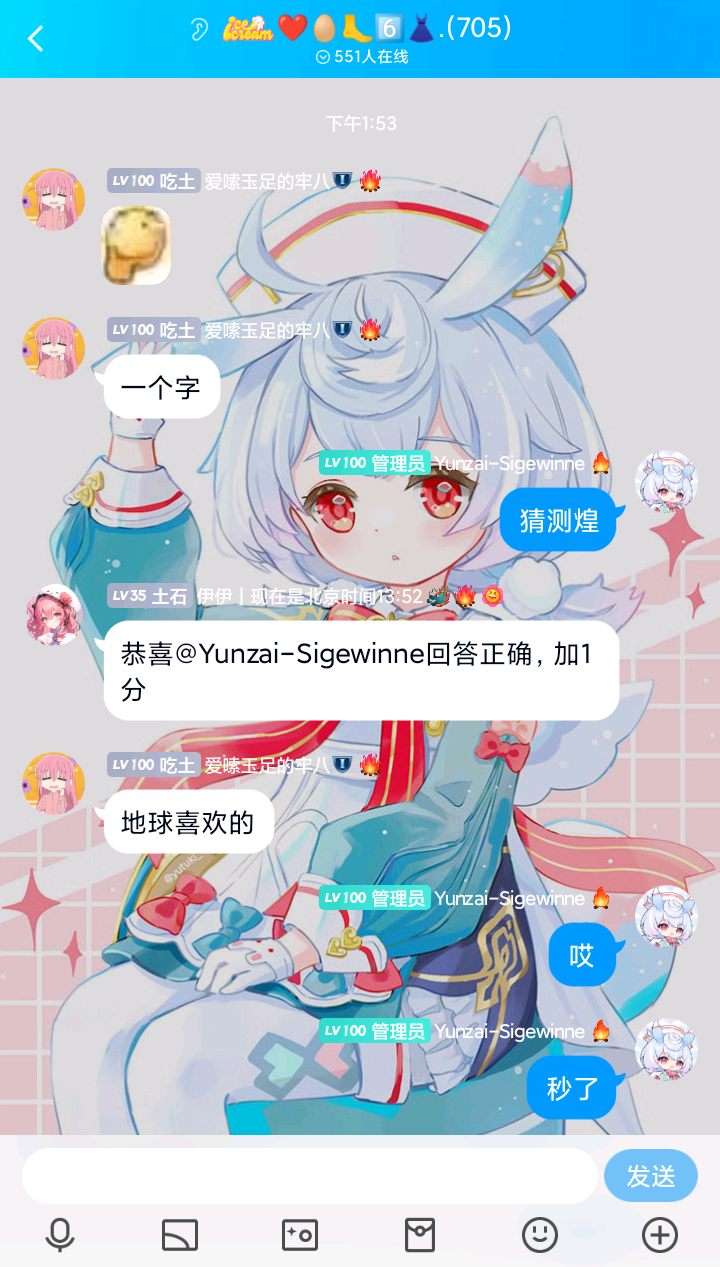 ice cream❤️🥚🦶6️⃣👗.(705)
551人在线
下午1:53
LV100 吃土 爱嗦玉足的牢八
LV100 吃土 爱嗦玉足的牢八
一个字
LV100 管理员 Yunzai-Sigewinne
猜测煌
LV35 土石 伊伊 | 现在是北京时间13:52
恭喜@Yunzai-Sigewinne回答正确，加1
分
LV100 吃土 爱嗦玉足的牢八
地球喜欢的
@yutuki_
LV100 管理员 Yunzai-Sigewinne
哎
LV100 管理员 Yunzai-Sigewinne
秒了
发送